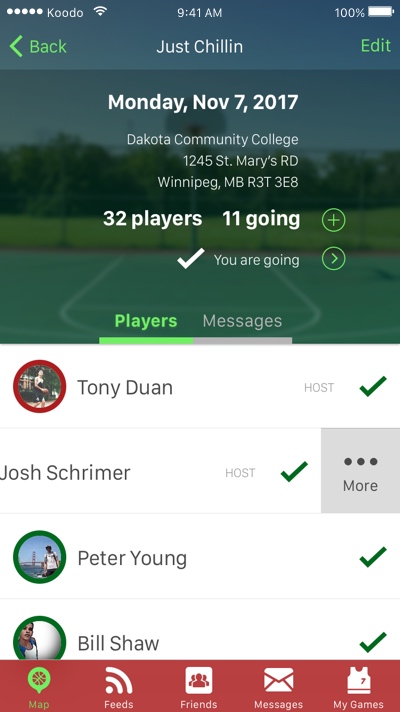 Koodo 9:41 AM 100%
Back Just Chillin Edit
Monday, Nov 7, 2017
Dakota Community College
1245 St. Mary's RD
Winnipeg, MB R3T 3E8
32 players 11 going
You are going
Players Messages
Tony Duan HOST
Josh Schrimer HOST
More
Peter Young
Bill Shaw
7
Map Feeds Friends Messages My Games